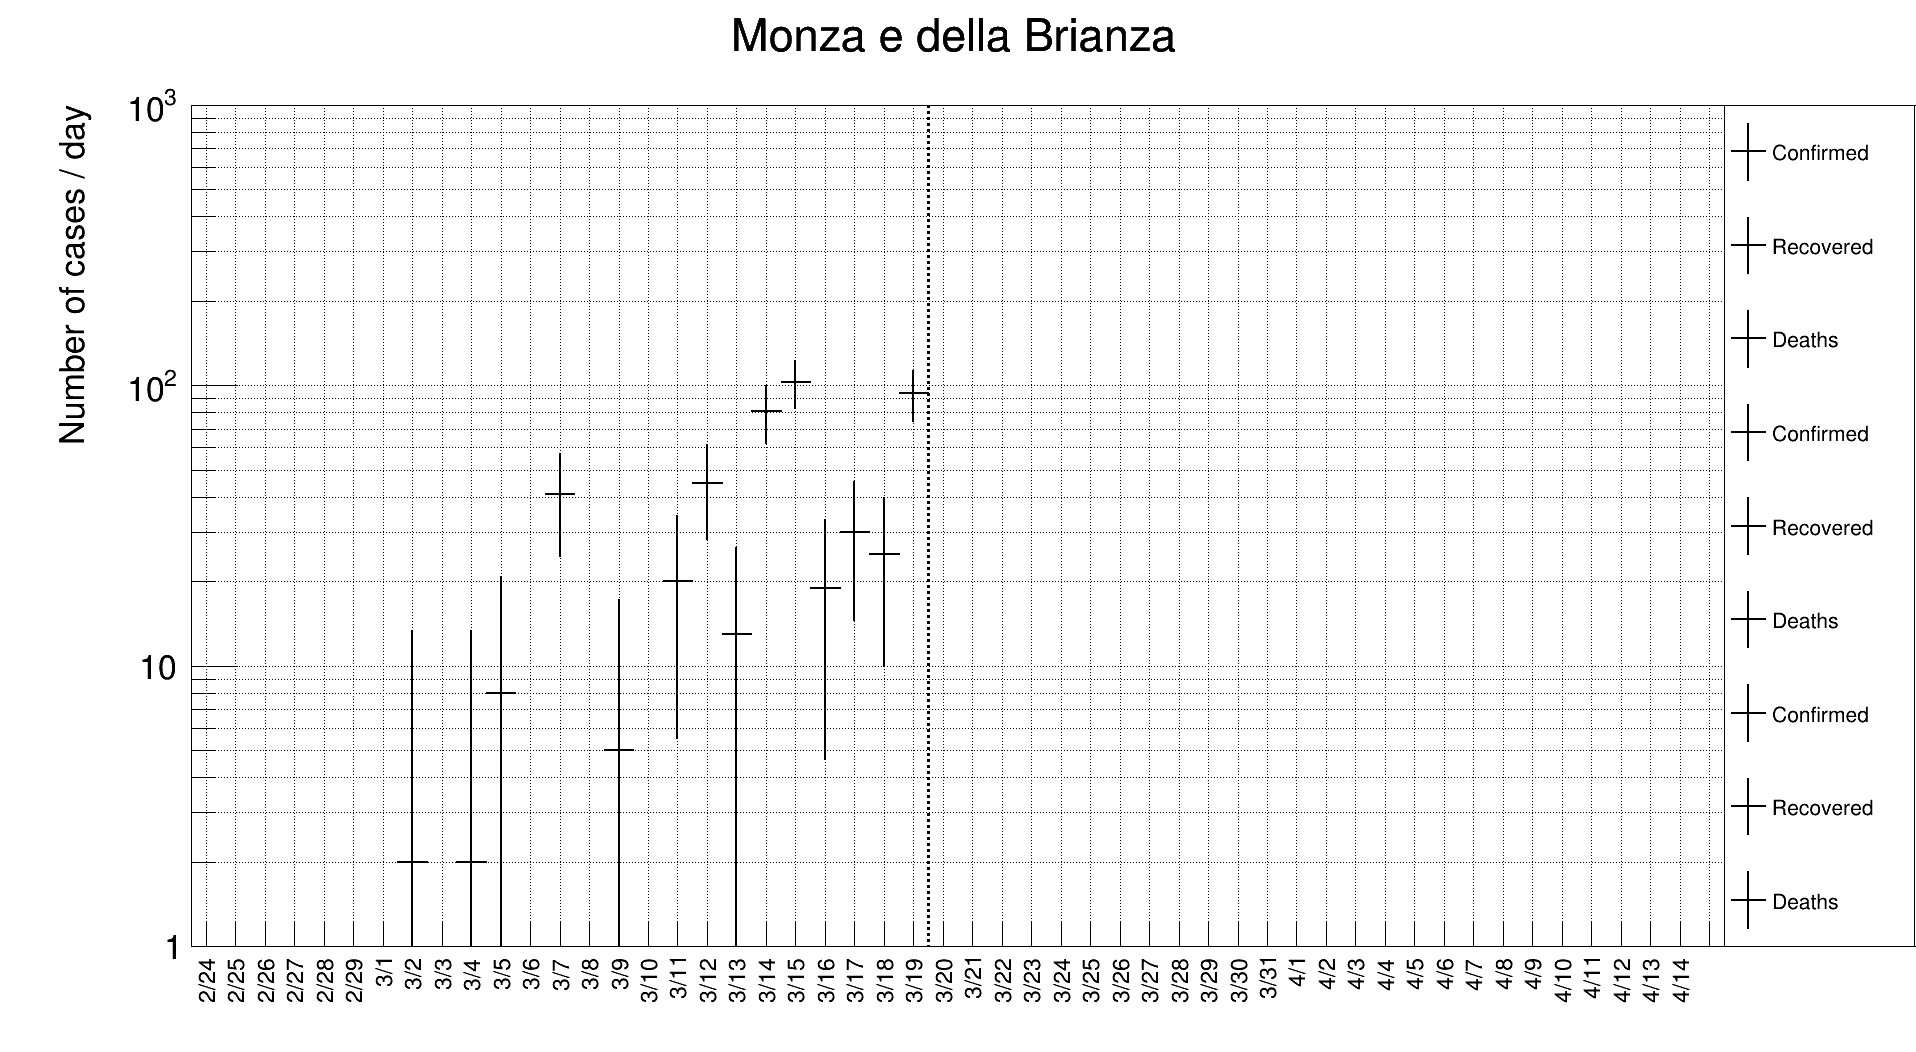 Monza e della Brianza
Number of cases / day
10³
10²
10
1
2/24 2/25 2/26 2/27 2/28 2/29 3/1 3/2 3/3 3/4 3/5 3/6 3/7 3/8 3/9 3/10 3/11 3/12 3/13 3/14 3/15 3/16 3/17 3/18 3/19 3/20 3/21 3/22 3/23 3/24 3/25 3/26 3/27 3/28 3/29 3/30 3/31 4/1 4/2 4/3 4/4 4/5 4/6 4/7 4/8 4/9 4/10 4/11 4/12 4/13 4/14
Confirmed
Recovered
Deaths
Confirmed
Recovered
Deaths
Confirmed
Recovered
Deaths